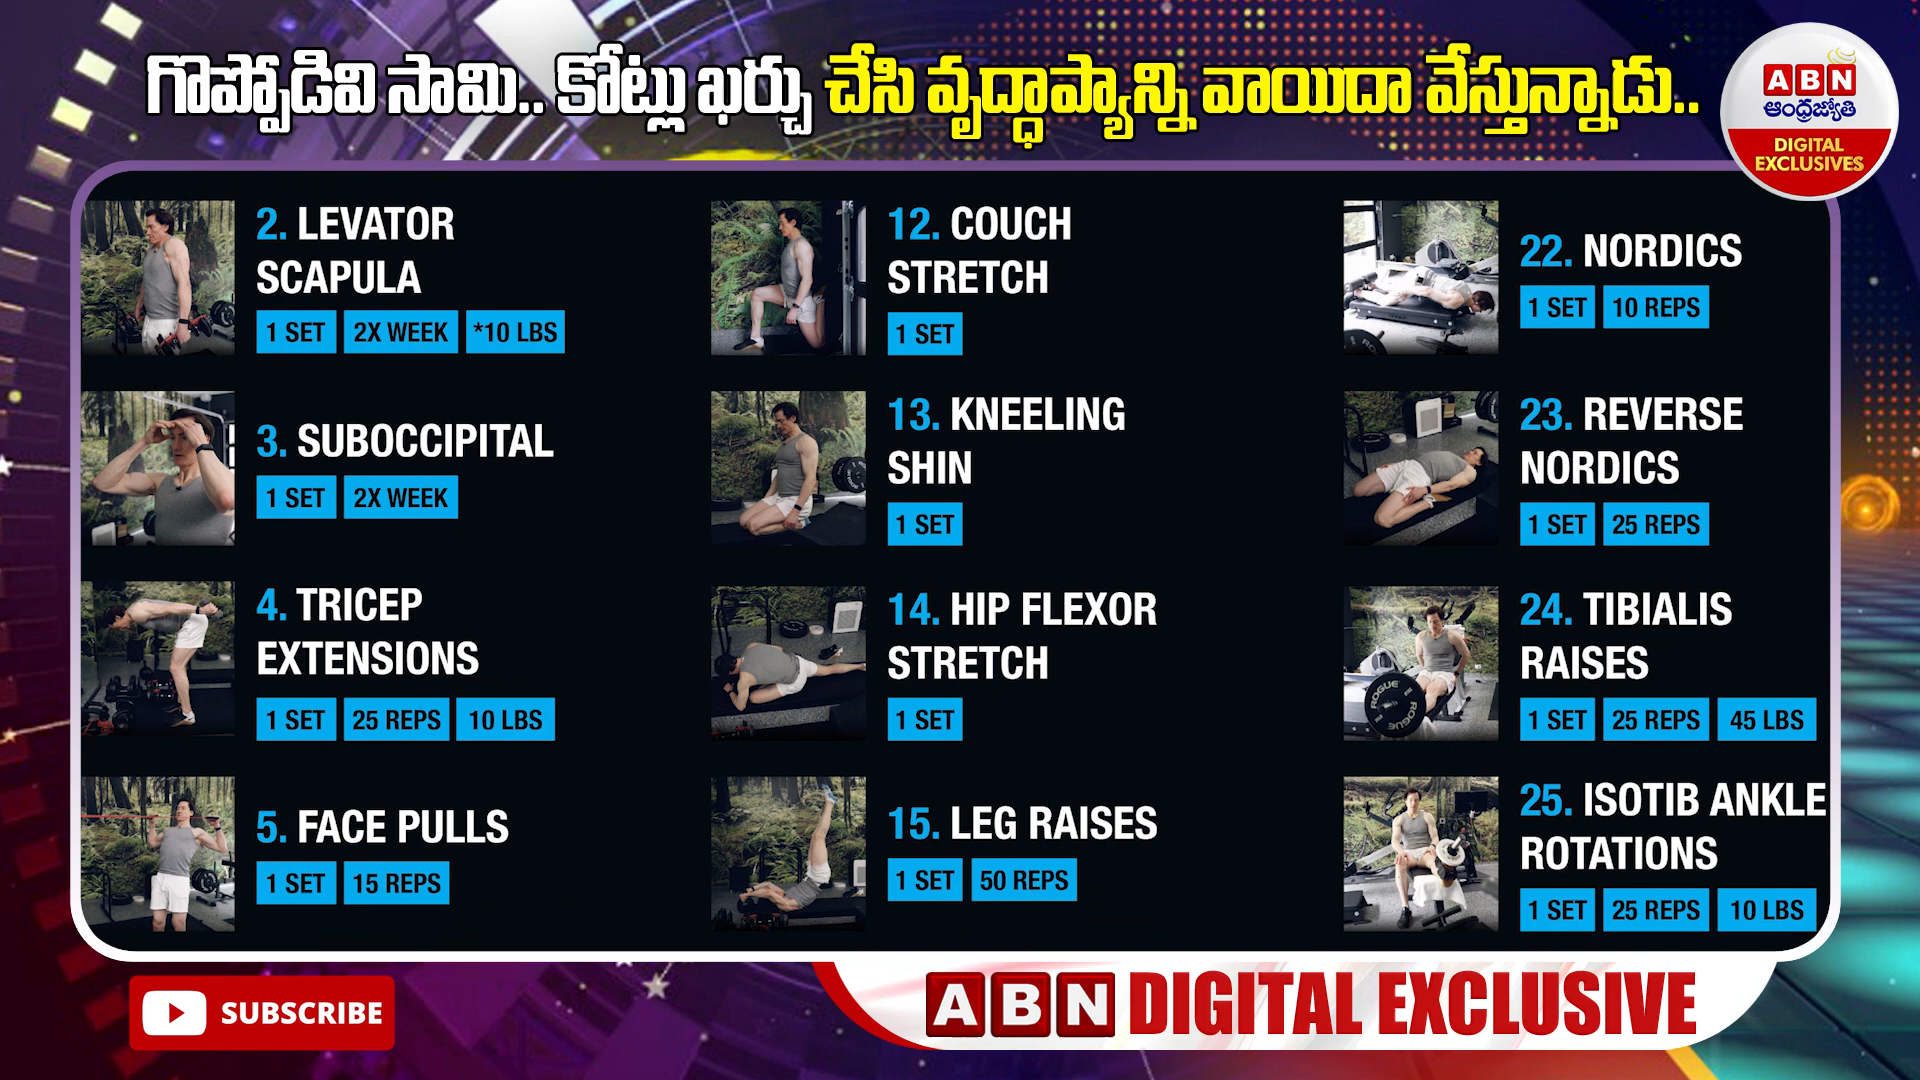 గొప్పోడివి సామి.. కోట్లు ఖర్చు చేసి వృద్ధాప్యాన్ని వాయిదా వేస్తున్నాడు..
ABN
ఆంధ్రజ్యోతి
DIGITAL
EXCLUSIVES
2. LEVATOR
SCAPULA
1 SET 2X WEEK *10 LBS
3. SUBOCCIPITAL
1 SET 2X WEEK
4. TRICEP
EXTENSIONS
1 SET 25 REPS 10 LBS
5. FACE PULLS
1 SET 15 REPS
12. COUCH
STRETCH
1 SET
13. KNEELING
SHIN
1 SET
14. HIP FLEXOR
STRETCH
1 SET
15. LEG RAISES
1 SET 50 REPS
22. NORDICS
1 SET 10 REPS
23. REVERSE
NORDICS
1 SET 25 REPS
24. TIBIALIS
RAISES
1 SET 25 REPS 45 LBS
ROGUE
ROGUE
25. ISOTIB ANKLE
ROTATIONS
1 SET 25 REPS 10 LBS
SUBSCRIBE
ABN DIGITAL EXCLUSIVE